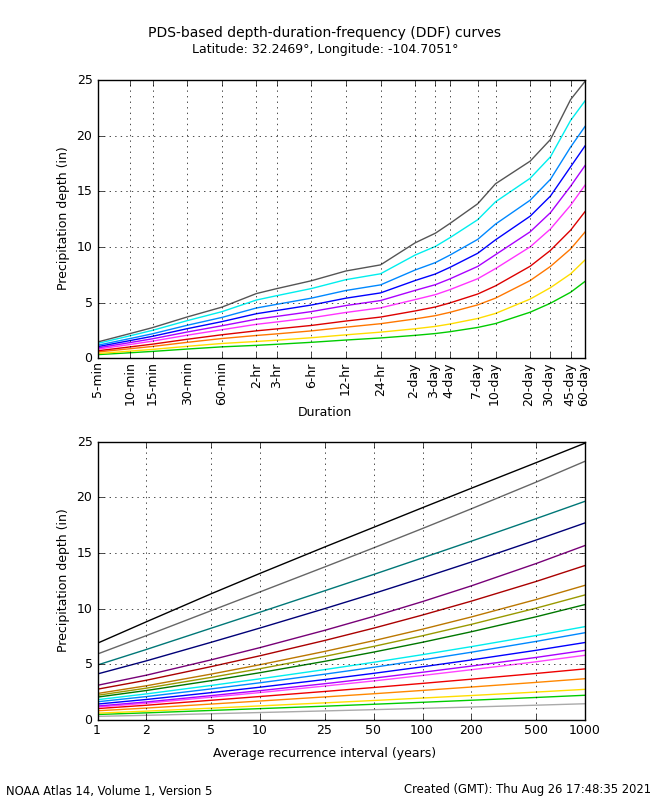 PDS-based depth-duration-frequency (DDF) curves
Latitude: 32.2469°, Longitude: -104.7051°
25
20
15
10
5
0
Precipitation depth (in)
5-min
10-min
15-min
30-min
60-min
2-hr
3-hr
6-hr
12-hr
24-hr
2-day
3-day
4-day
7-day
10-day
20-day
30-day
45-day
60-day
Duration
25
20
15
10
5
0
Precipitation depth (in)
1 2 5 10 25 50 100 200 500 1000
Average recurrence interval (years)
NOAA Atlas 14, Volume 1, Version 5
Created (GMT): Thu Aug 26 17:48:35 2021